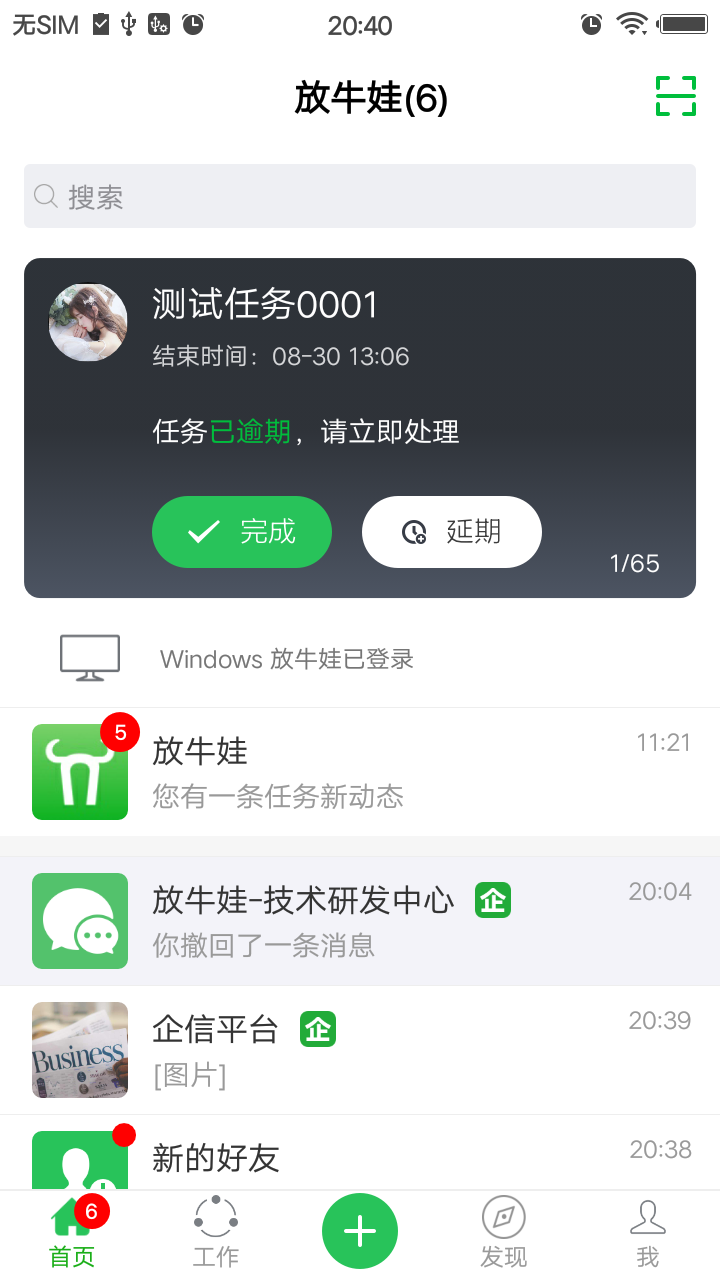 无SIM 20:40
放牛娃(6)
搜索
测试任务0001
结束时间：08-30 13:06
任务已逾期，请立即处理
完成 延期
1/65
Windows 放牛娃已登录
5
放牛娃 11:21
您有一条任务新动态
放牛娃-技术研发中心 企 20:04
你撤回了一条消息
企信平台 企 20:39
Business
[图片]
新的好友 20:38
6
首页 工作 发现 我